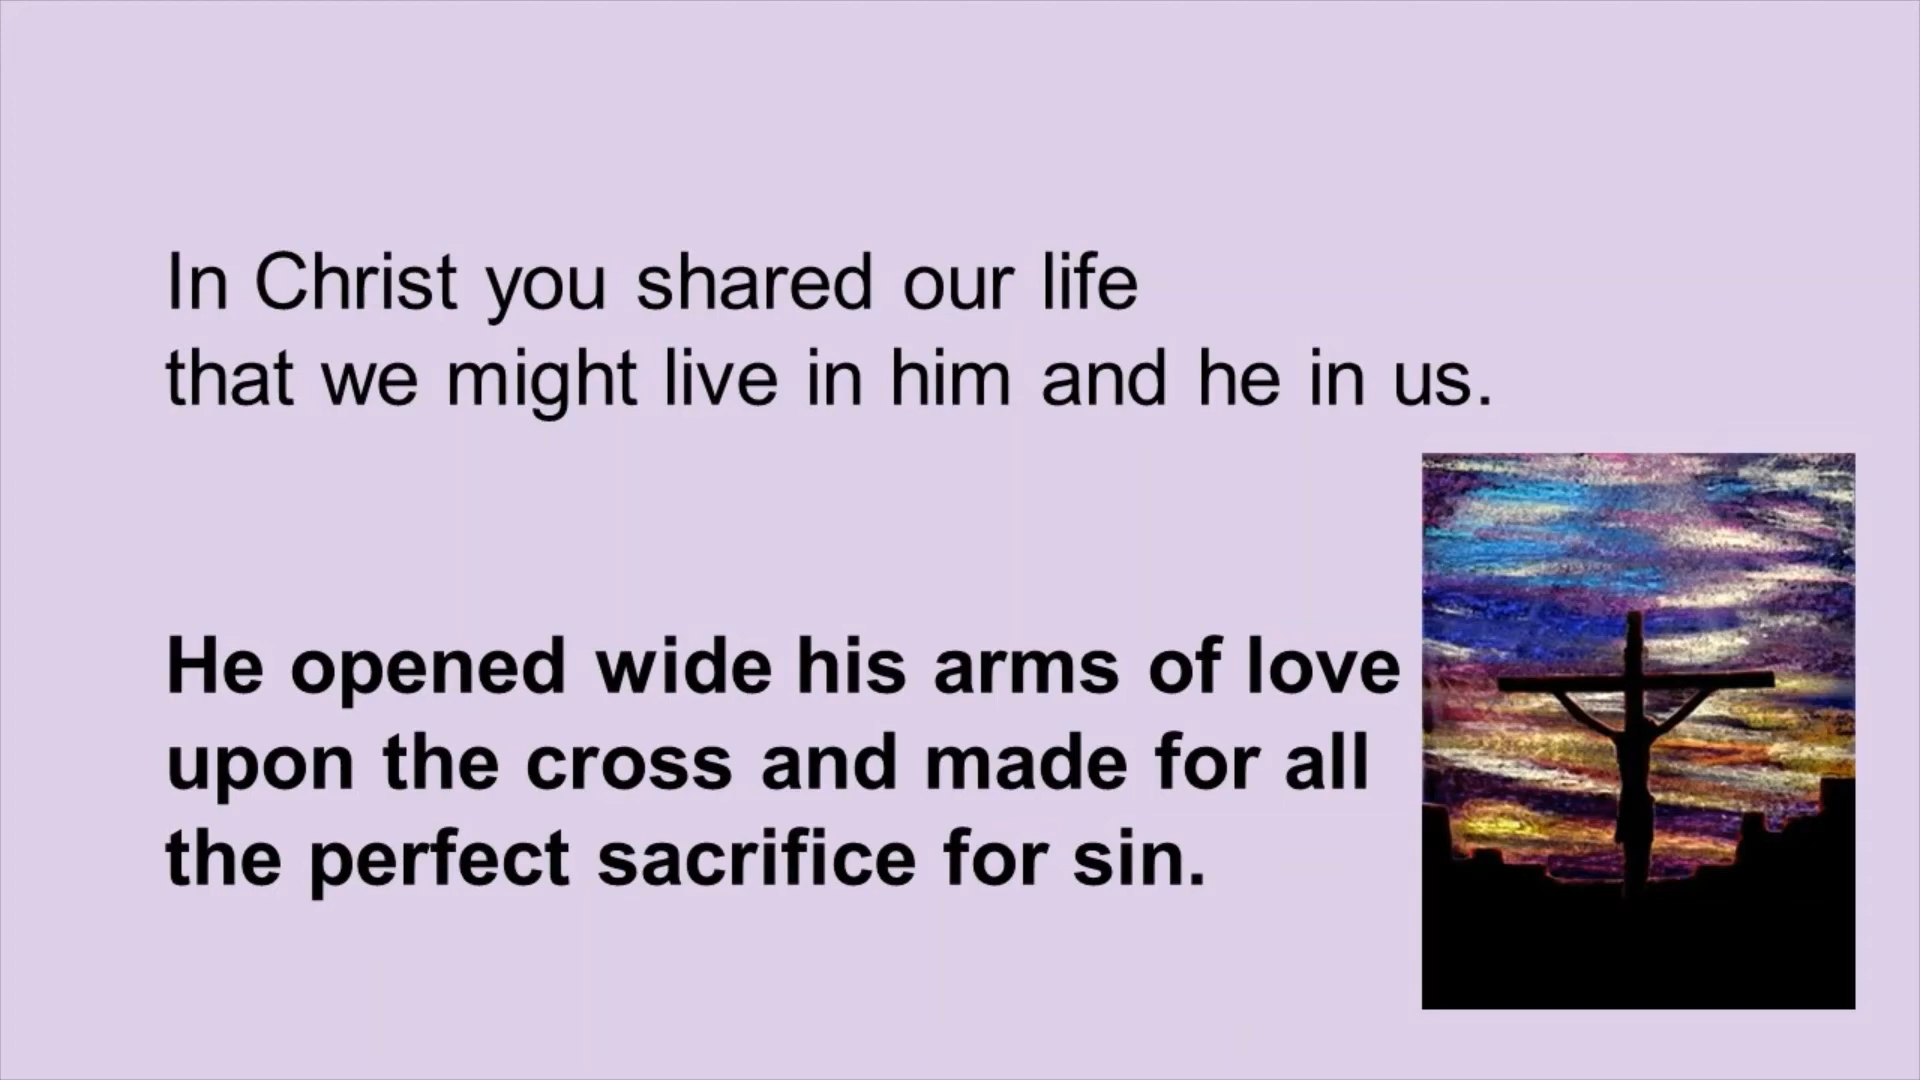 In Christ you shared our life
that we might live in him and he in us.
He opened wide his arms of love
upon the cross and made for all
the perfect sacrifice for sin.